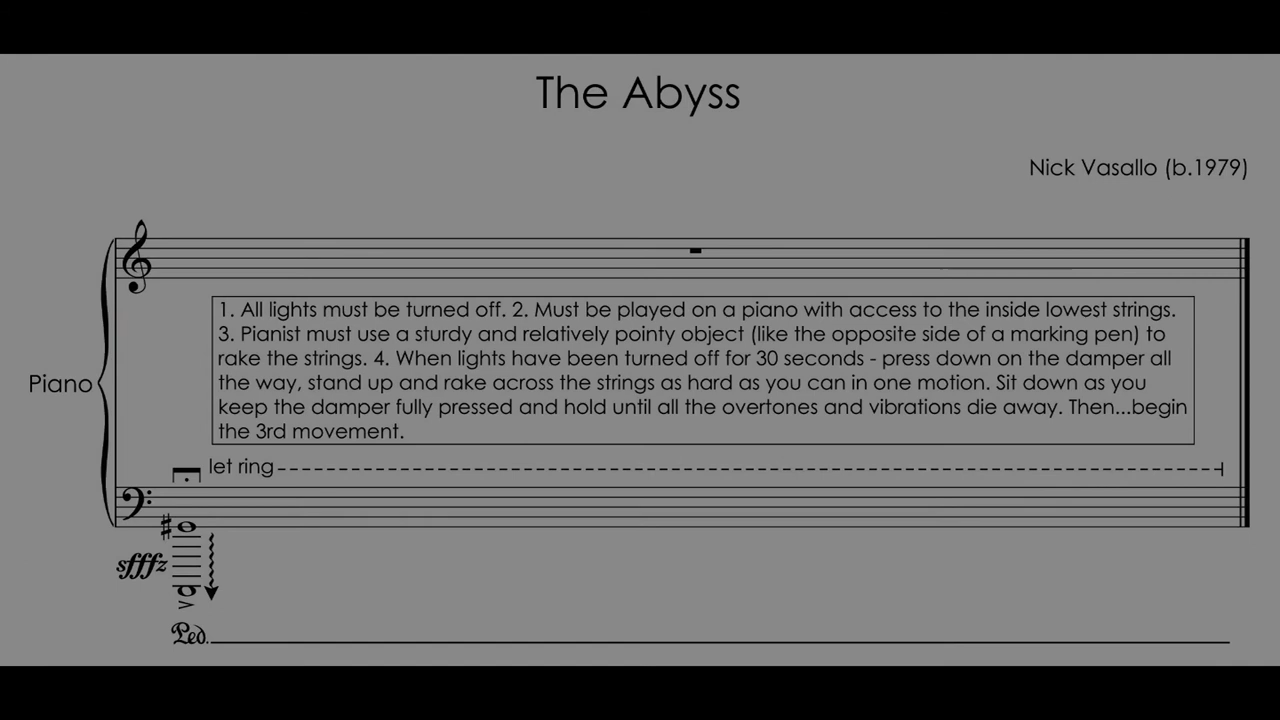 The Abyss
Nick Vasallo (b.1979)
1. All lights must be turned off. 2. Must be played on a piano with access to the inside lowest strings.
3. Pianist must use a sturdy and relatively pointy object (like the opposite side of a marking pen) to
rake the strings. 4. When lights have been turned off for 30 seconds - press down on the damper all
the way, stand up and rake across the strings as hard as you can in one motion. Sit down as you
keep the damper fully pressed and hold until all the overtones and vibrations die away. Then...begin
the 3rd movement.
Piano
let ring
sfffz
Ped.